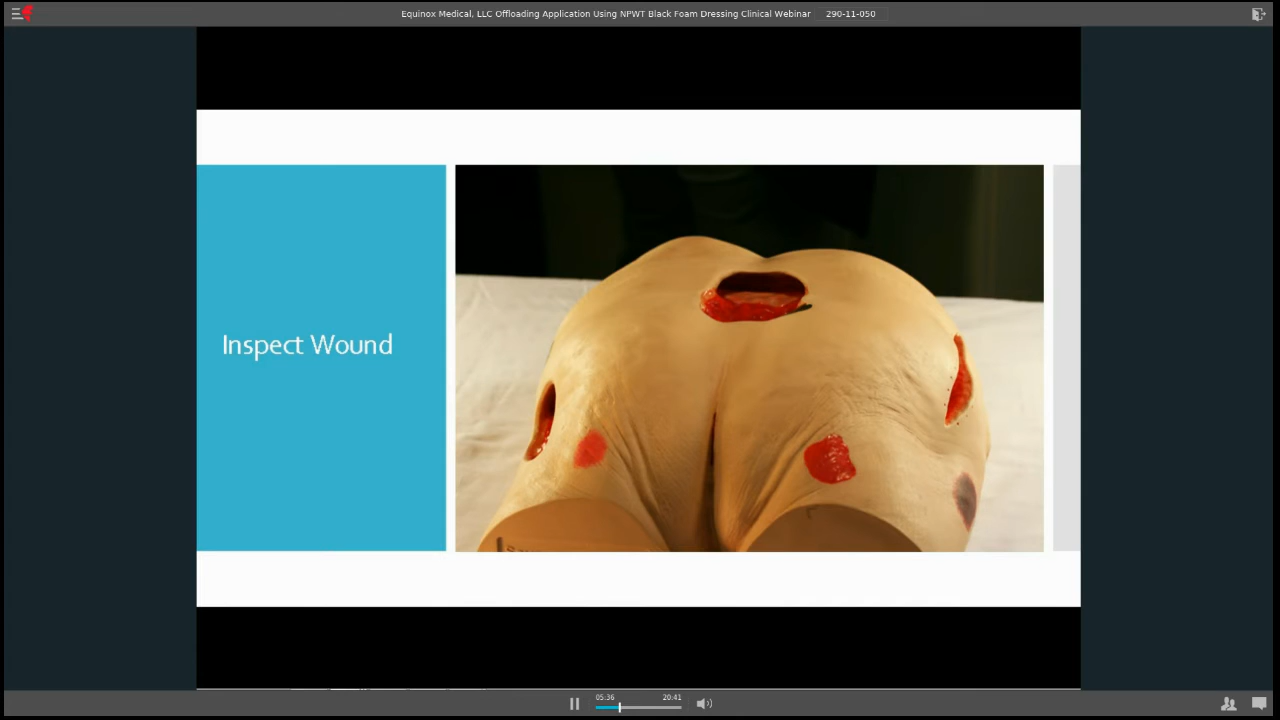 Equinox Medical, LLC Offloading Application Using NPWT Black Foam Dressing Clinical Webinar 290-11-050
Inspect Wound
05:36 20:41